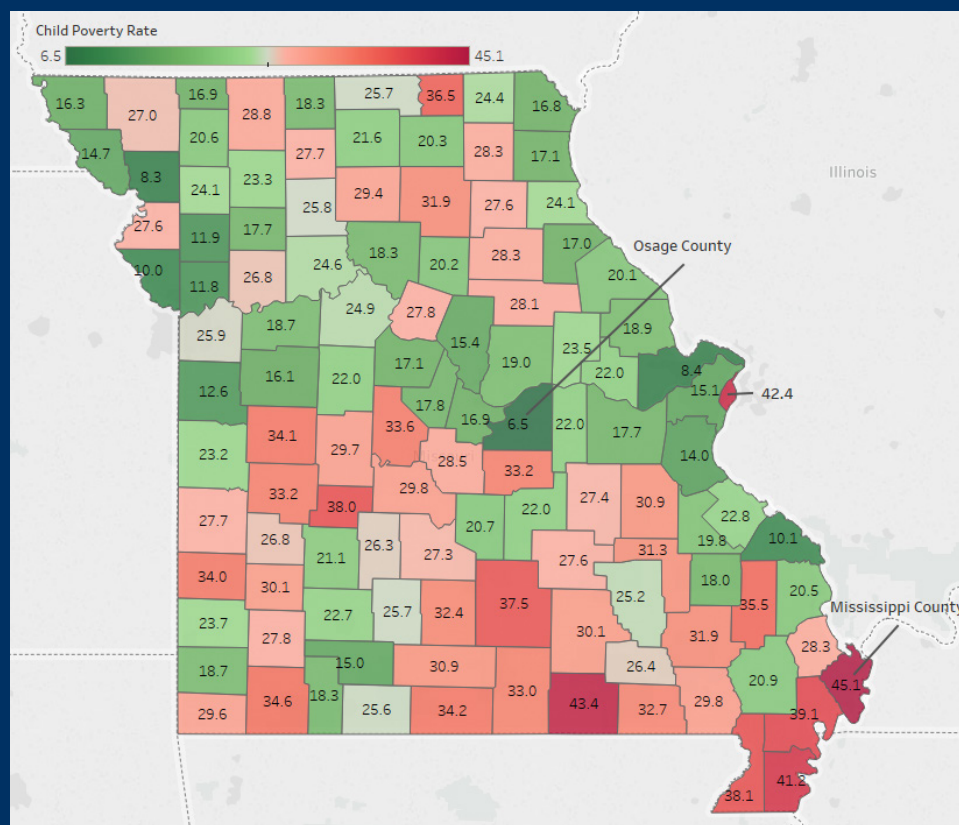 Child Poverty Rate
6.5 45.1
16.3 27.0 16.9 28.8 18.3 25.7 36.5 24.4 16.8
20.6 21.6 20.3
14.7 27.7 28.3 17.1
8.3 24.1 23.3 Illinois
25.8 29.4 31.9 27.6 24.1
27.6 11.9 17.7
18.3 28.3 17.0 Osage County
10.0 11.8 26.8 24.6 20.2 20.1
24.9 27.8 28.1
25.9 18.7 15.4 18.9
17.1 19.0 23.5
12.6 16.1 22.0 22.0 8.4
17.8 16.9 15.1 42.4
34.1 33.6 6.5 22.0 17.7
23.2 29.7 28.5 14.0
33.2 33.2
38.0 29.8 22.0 27.4 30.9
27.7 20.7 22.8
26.8 26.3 27.3 19.8 10.1
21.1 27.6 31.3
34.0 30.1 18.0 20.5
25.7 32.4 37.5 25.2 35.5 Mississippi County
23.7 22.7 30.1 31.9
27.8 28.3
18.7 15.0 30.9 26.4 20.9 45.1
34.6 18.3 33.0
29.6 25.6 34.2 43.4 32.7 29.8 39.1
41.2
38.1